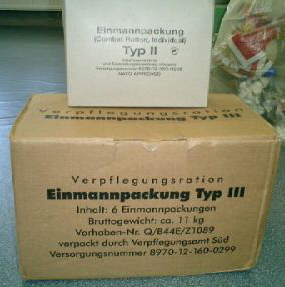 Einmannpackung
(Combat Ration, Individual)
Typ II
NATO APPROVED
Verpflegungsration
Einmannpackung Typ III
Inhalt: 6 Einmannpackungen
Bruttogewicht: ca. 11 kg
Vorhaben-Nr. Q/B44E/Z1089
verpackt durch Verpflegungsamt Süd
Versorgungsnummer 8970-12-160-0299